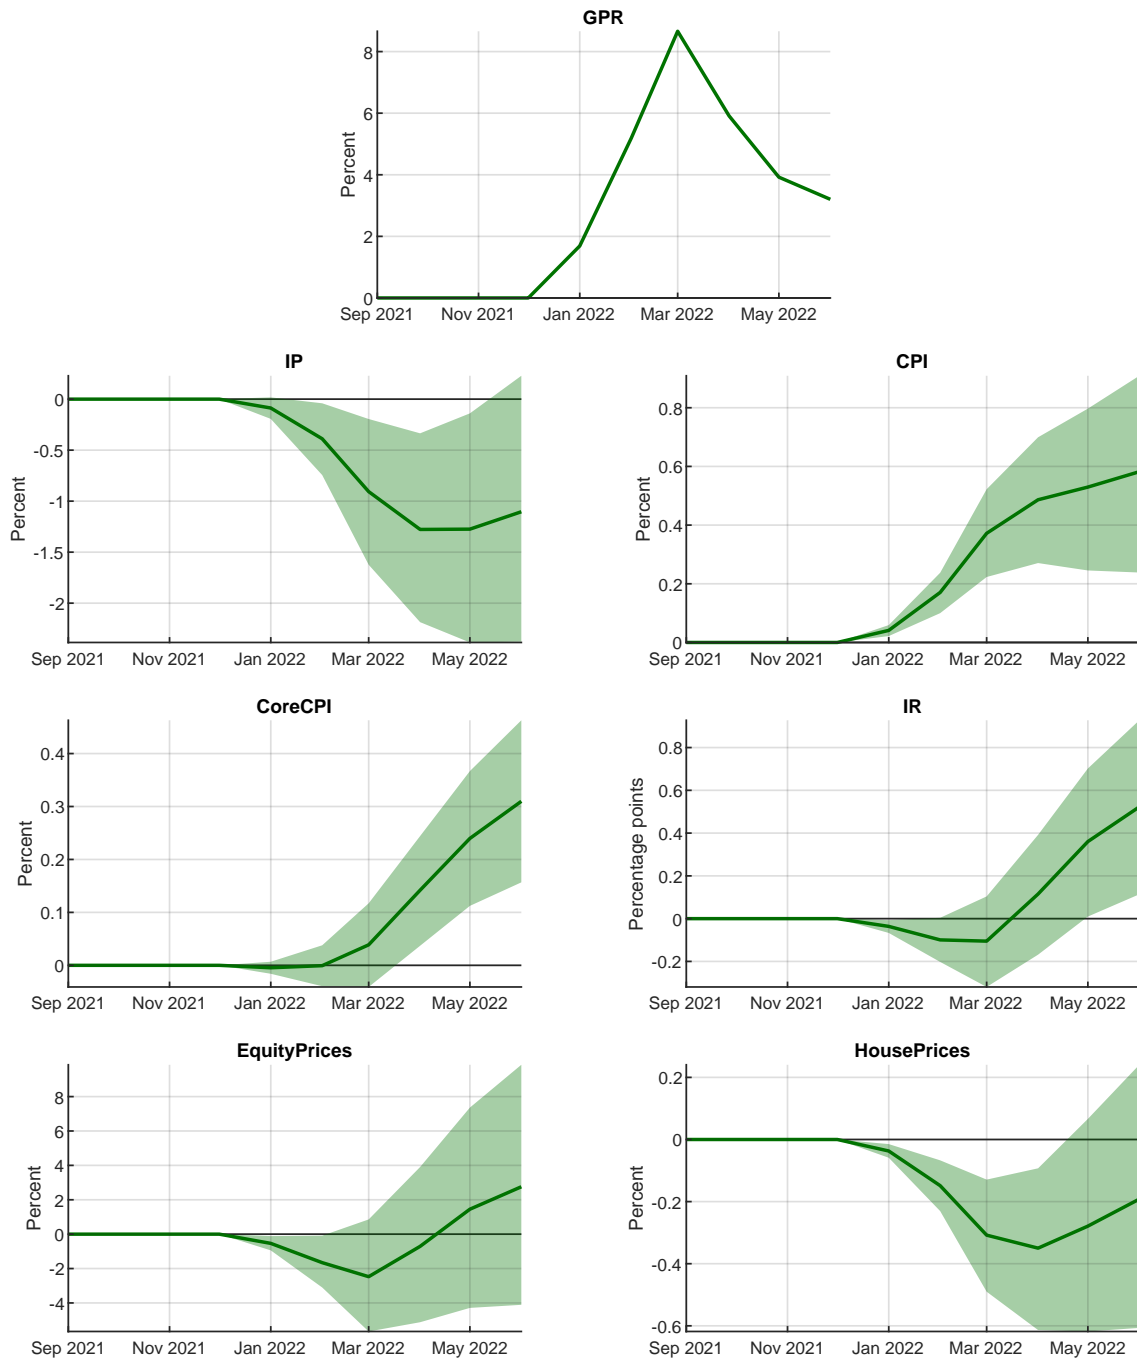 GPR
Percent
8
6
4
2
0
Sep 2021 Nov 2021 Jan 2022 Mar 2022 May 2022
IP
Percent
0
-0.5
-1
-1.5
-2
Sep 2021 Nov 2021 Jan 2022 Mar 2022 May 2022
CPI
Percent
0.8
0.6
0.4
0.2
0
Sep 2021 Nov 2021 Jan 2022 Mar 2022 May 2022
CoreCPI
Percent
0.4
0.3
0.2
0.1
0
Sep 2021 Nov 2021 Jan 2022 Mar 2022 May 2022
IR
Percentage points
0.8
0.6
0.4
0.2
0
-0.2
Sep 2021 Nov 2021 Jan 2022 Mar 2022 May 2022
EquityPrices
Percent
8
6
4
2
0
-2
-4
Sep 2021 Nov 2021 Jan 2022 Mar 2022 May 2022
HousePrices
Percent
0.2
0
-0.2
-0.4
-0.6
Sep 2021 Nov 2021 Jan 2022 Mar 2022 May 2022